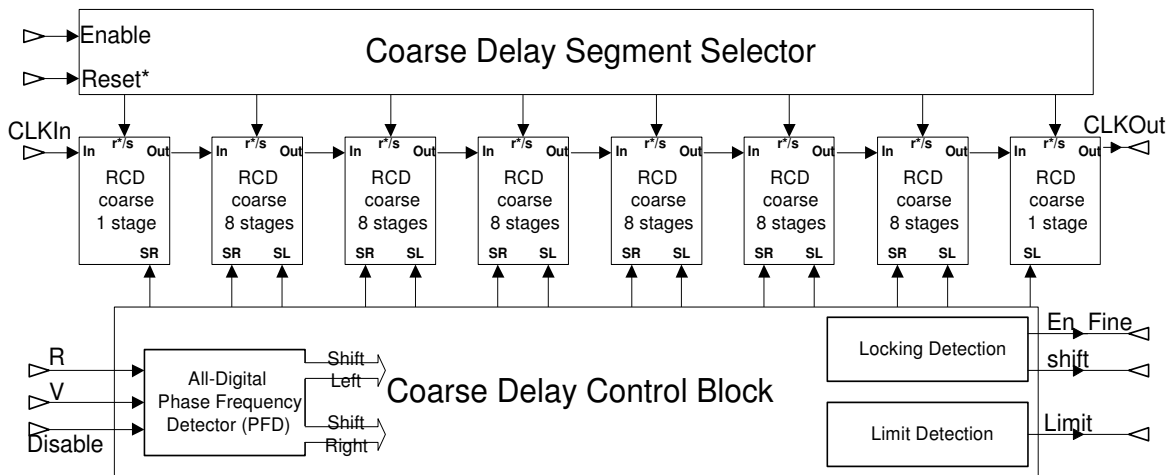 Enable
Coarse Delay Segment Selector
Reset*
CLKIn
CLKOut
In r*/s Out
In r*/s Out
In r*/s Out
In r*/s Out
In r*/s Out
In r*/s Out
In r*/s Out
In r*/s Out
RCD
coarse
1 stage
SR
RCD
coarse
8 stages
SR SL
RCD
coarse
8 stages
SR SL
RCD
coarse
8 stages
SR SL
RCD
coarse
8 stages
SR SL
RCD
coarse
8 stages
SR SL
RCD
coarse
8 stages
SR SL
RCD
coarse
1 stage
SL
R
V
Disable
All-Digital
Phase Frequency
Detector (PFD)
Shift
Left
Shift
Right
Coarse Delay Control Block
Locking Detection
En Fine
shift
Limit Detection
Limit